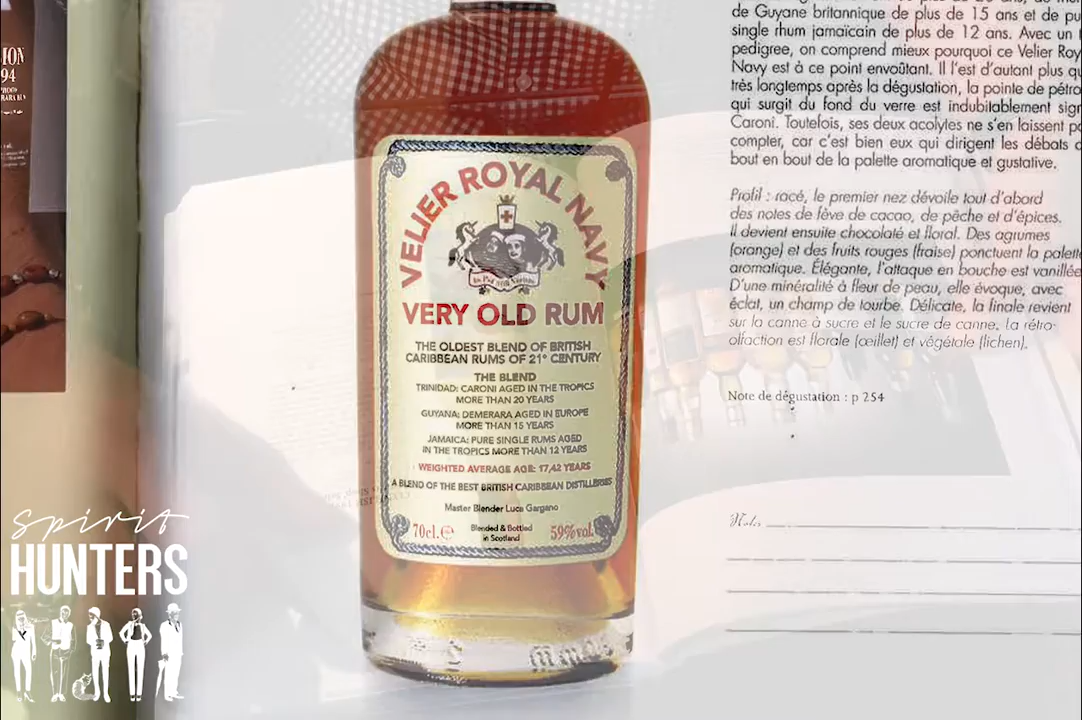 ION
94
VELIER ROYAL NAVY
VERY OLD RUM
THE OLDEST BLEND OF BRITISH
CARIBBEAN RUMS OF 21° CENTURY
THE BLEND
TRINIDAD: CARONI AGED IN THE TROPICS
MORE THAN 20 YEARS
GUYANA: DEMERARA AGED IN EUROPE
MORE THAN 15 YEARS
JAMAICA: PURE SINGLE RUMS AGED
IN THE TROPICS MORE THAN 12 YEARS
WEIGHTED AVERAGE AGE: 17,42 YEARS
A BLEND OF THE BEST BRITISH CARIBBEAN DISTILLERIES
Master Blender Luca Gargano
70cl. ℮
Blended & Bottled
in Scotland
59%vol.
de Guyane britannique de plus de 15 ans et de pu
single rhum jamaïcain de plus de 12 ans. Avec un
pedigree, on comprend mieux pourquoi ce Velier Roy
Navy est à ce point envoûtant. Il l'est d'autant plus qu
très longtemps après la dégustation, la pointe de pétro
qui surgit du fond du verre est indubitablement sign
Caroni. Toutefois, ses deux acolytes ne s'en laissent p
compter, car c'est bien eux qui dirigent les débats d
bout en bout de la palette aromatique et gustative.
Profil : racé, le premier nez dévoile tout d'abord
des notes de fève de cacao, de pêche et d'épices.
Il devient ensuite chocolaté et floral. Des agrumes
(orange) et des fruits rouges (fraise) ponctuent la palette
aromatique. Élégante, l'attaque en bouche est vanillée
D'une minéralité à fleur de peau, elle évoque, avec
éclat, un champ de tourbe. Délicate, la finale revient
sur la canne à sucre et le sucre de canne, la rétro-
olfaction est florale (œillet) et végétale (lichen).
Note de dégustation : p 254
Notes
Spirit
HUNTERS